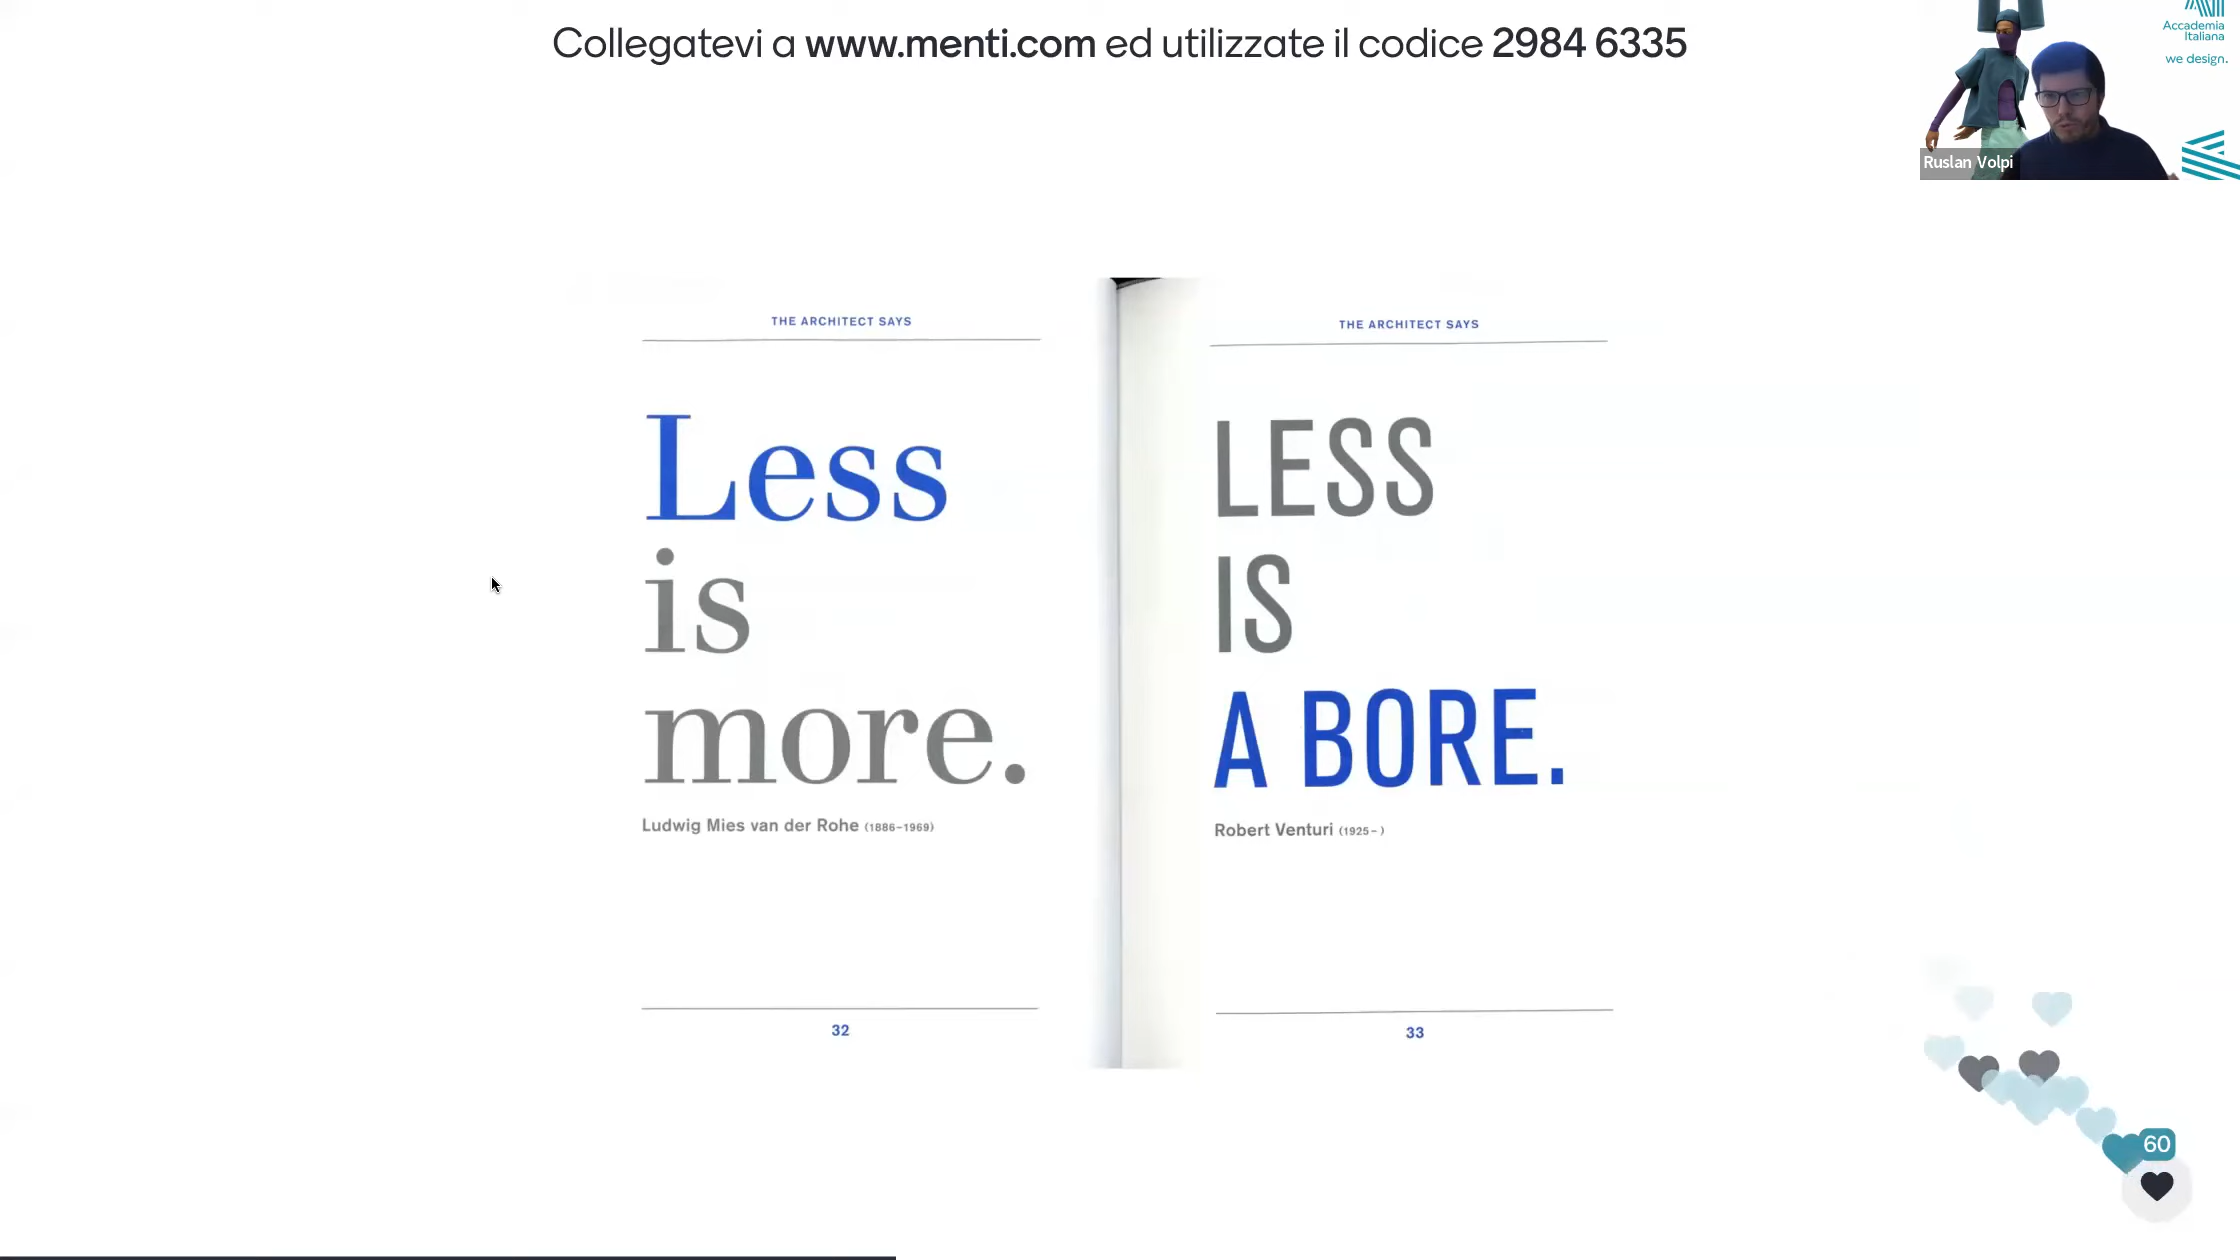 Collegatevi a www.menti.com ed utilizzate il codice 2984 6335
Accademia
Italiana
we design.
Ruslan Volpi
THE ARCHITECT SAYS
Less
is
more.
Ludwig Mies van der Rohe (1886–1969)
32
THE ARCHITECT SAYS
LESS
IS
A BORE.
Robert Venturi (1925– )
33
60